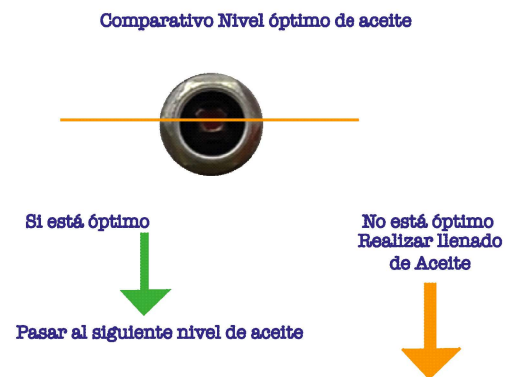 Comparativo Nivel óptimo de aceite
Si está óptimo
Pasar al siguiente nivel de aceite
No está óptimo
Realizar llenado
de Aceite